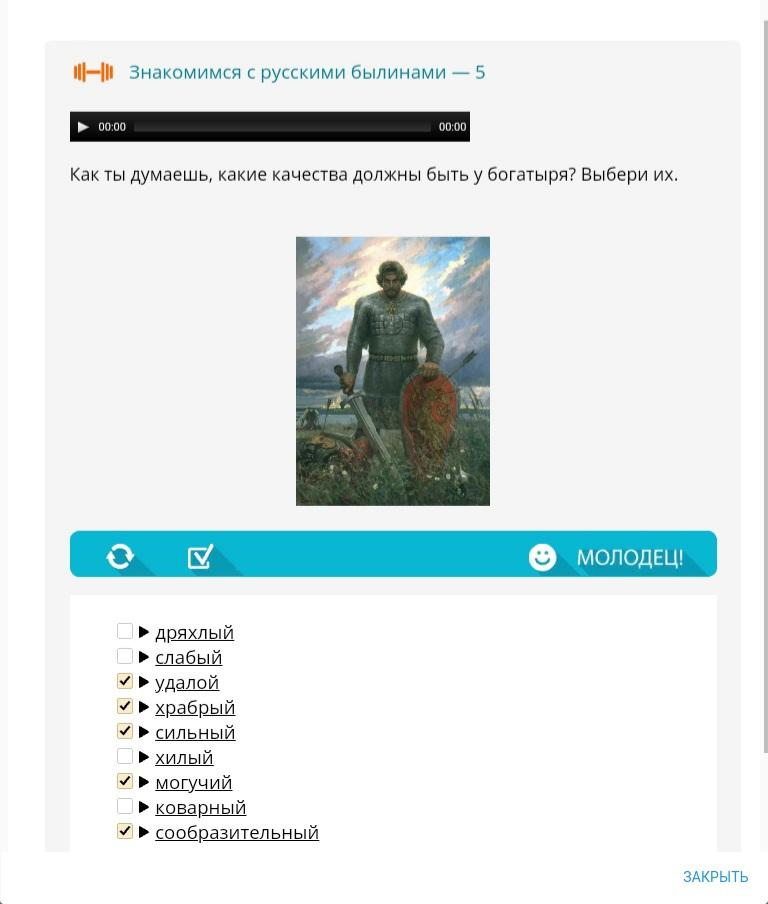 Знакомимся с русскими былинами — 5
00:00 00:00
Как ты думаешь, какие качества должны быть у богатыря? Выбери их.
МОЛОДЕЦ!
дряхлый
слабый
удалой
храбрый
сильный
хилый
могучий
коварный
сообразительный
ЗАКРЫТЬ